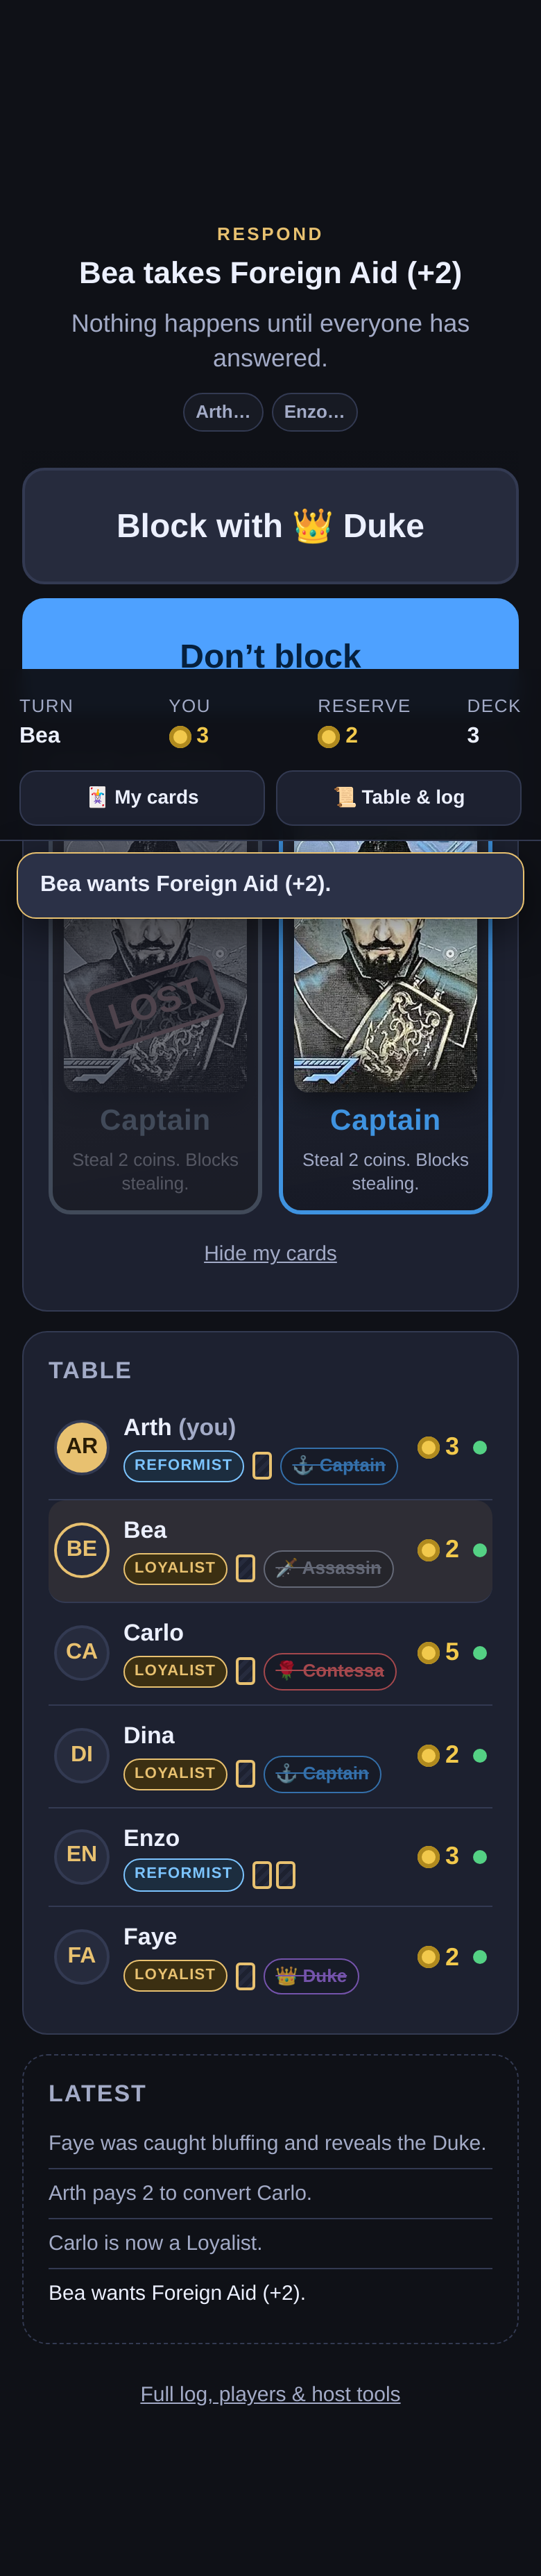 RESPOND
Bea takes Foreign Aid (+2)
Nothing happens until everyone has
answered.
Arth… Enzo…
Block with 👑 Duke
Don’t block
TURN YOU RESERVE DECK
Bea 3 2 3
🃏 My cards 📜 Table & log
Bea wants Foreign Aid (+2).
LOST
Captain Captain
Steal 2 coins. Blocks stealing.
Steal 2 coins. Blocks stealing.
Hide my cards
TABLE
AR Arth (you) 3
REFORMIST ⚓ Captain
BE Bea 2
LOYALIST 🗡️ Assassin
CA Carlo 5
LOYALIST 🌹 Contessa
DI Dina 2
LOYALIST ⚓ Captain
EN Enzo 3
REFORMIST
FA Faye 2
LOYALIST 👑 Duke
LATEST
Faye was caught bluffing and reveals the Duke.
Arth pays 2 to convert Carlo.
Carlo is now a Loyalist.
Bea wants Foreign Aid (+2).
Full log, players & host tools